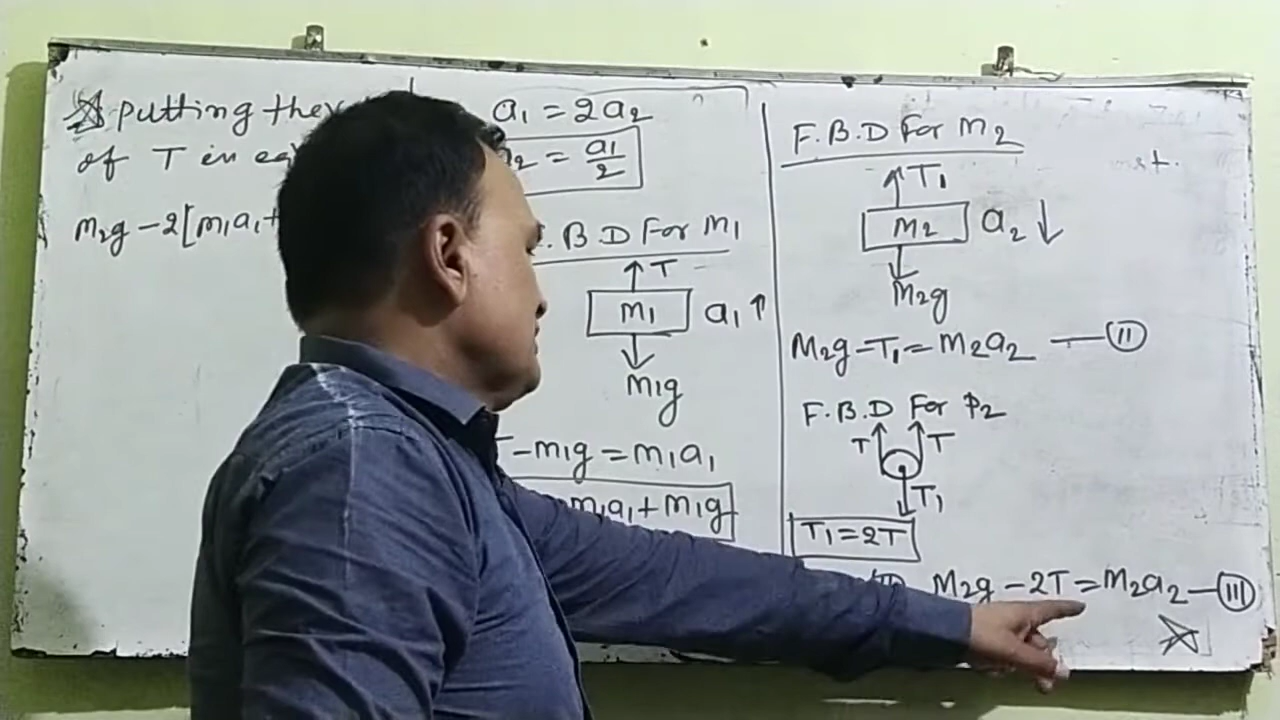 putting the
of T in eq
m₂g - 2[m₁a₁ +
a₁ = 2a₂
₂ = a₁/2
. B. D For m₁
T
m₁ a₁ ↑
m₁g
T - m₁g = m₁a₁
m₁a₁ + m₁g
F. B. D For M₂
T₁
M₂ a₂ ↓
M₂g
M₂g - T₁ = M₂a₂ — II
F. B. D For P₂
T T
T₁
T₁ = 2T
M₂g - 2T = M₂a₂ — III